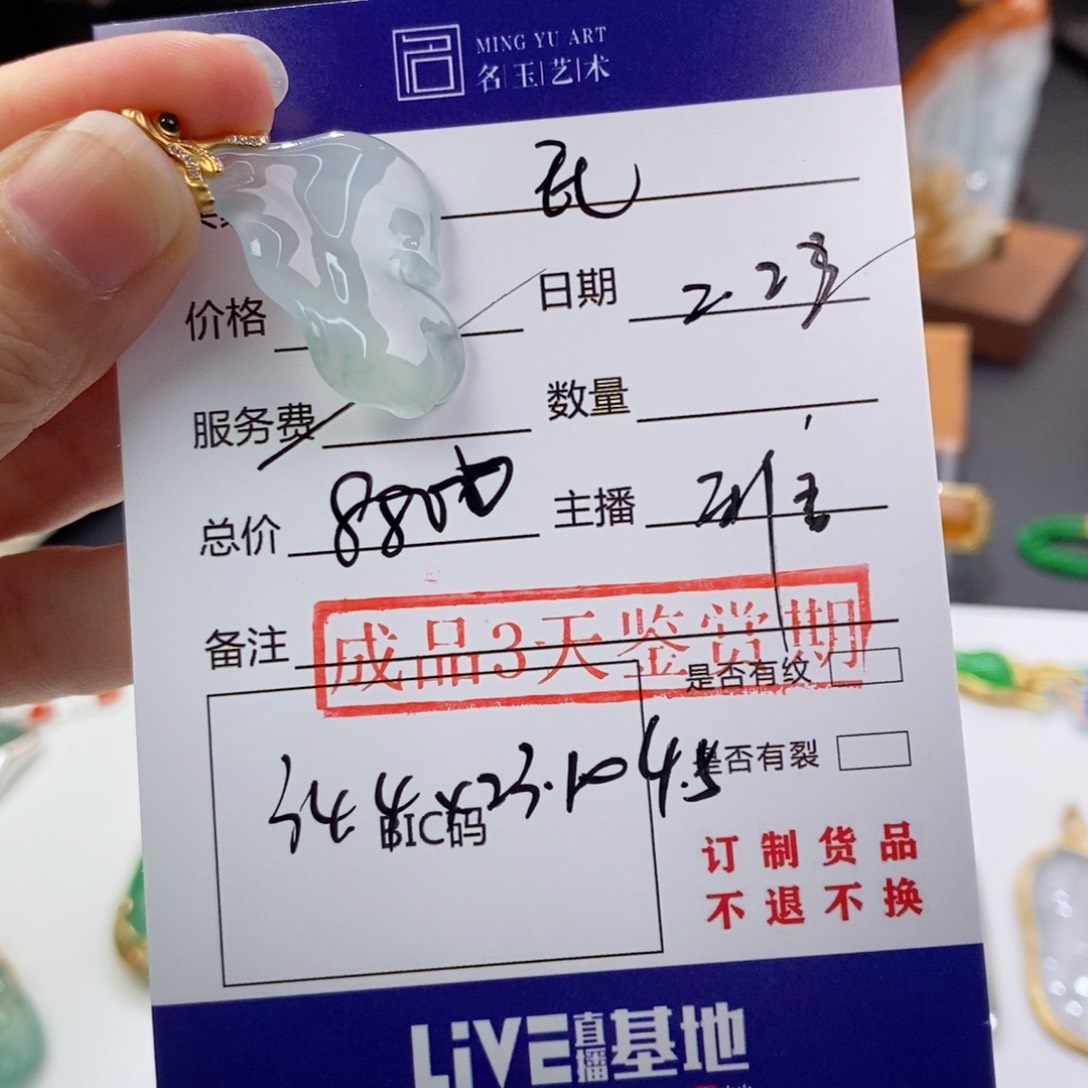 MING YU ART
名玉艺术
价格
日期 2.23
服务费
数量
总价 8800
主播
备注
成品3天鉴赏期
是否有纹
是否有裂
BIC码
订制货品
不退不换
LiVE直播基地